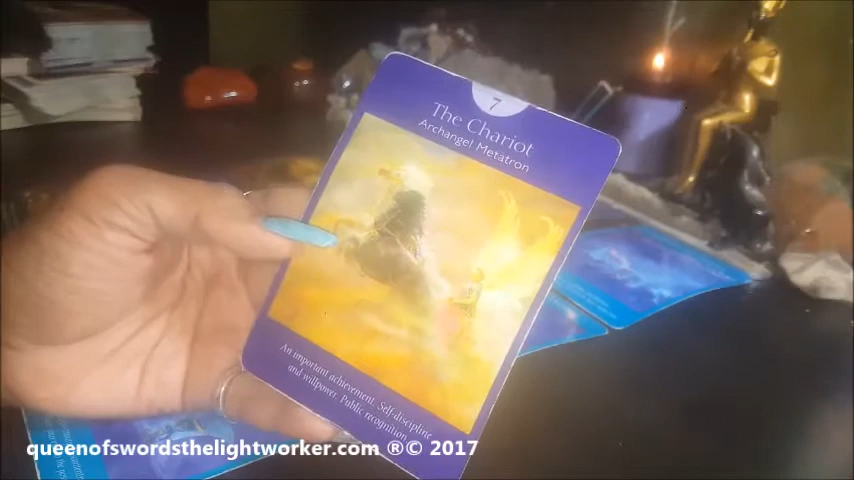 7
The Chariot
Archangel Metatron
An important achievement. Self-discipline
and willpower. Public recognition.
queenofswordsthelightworker.com ®© 2017